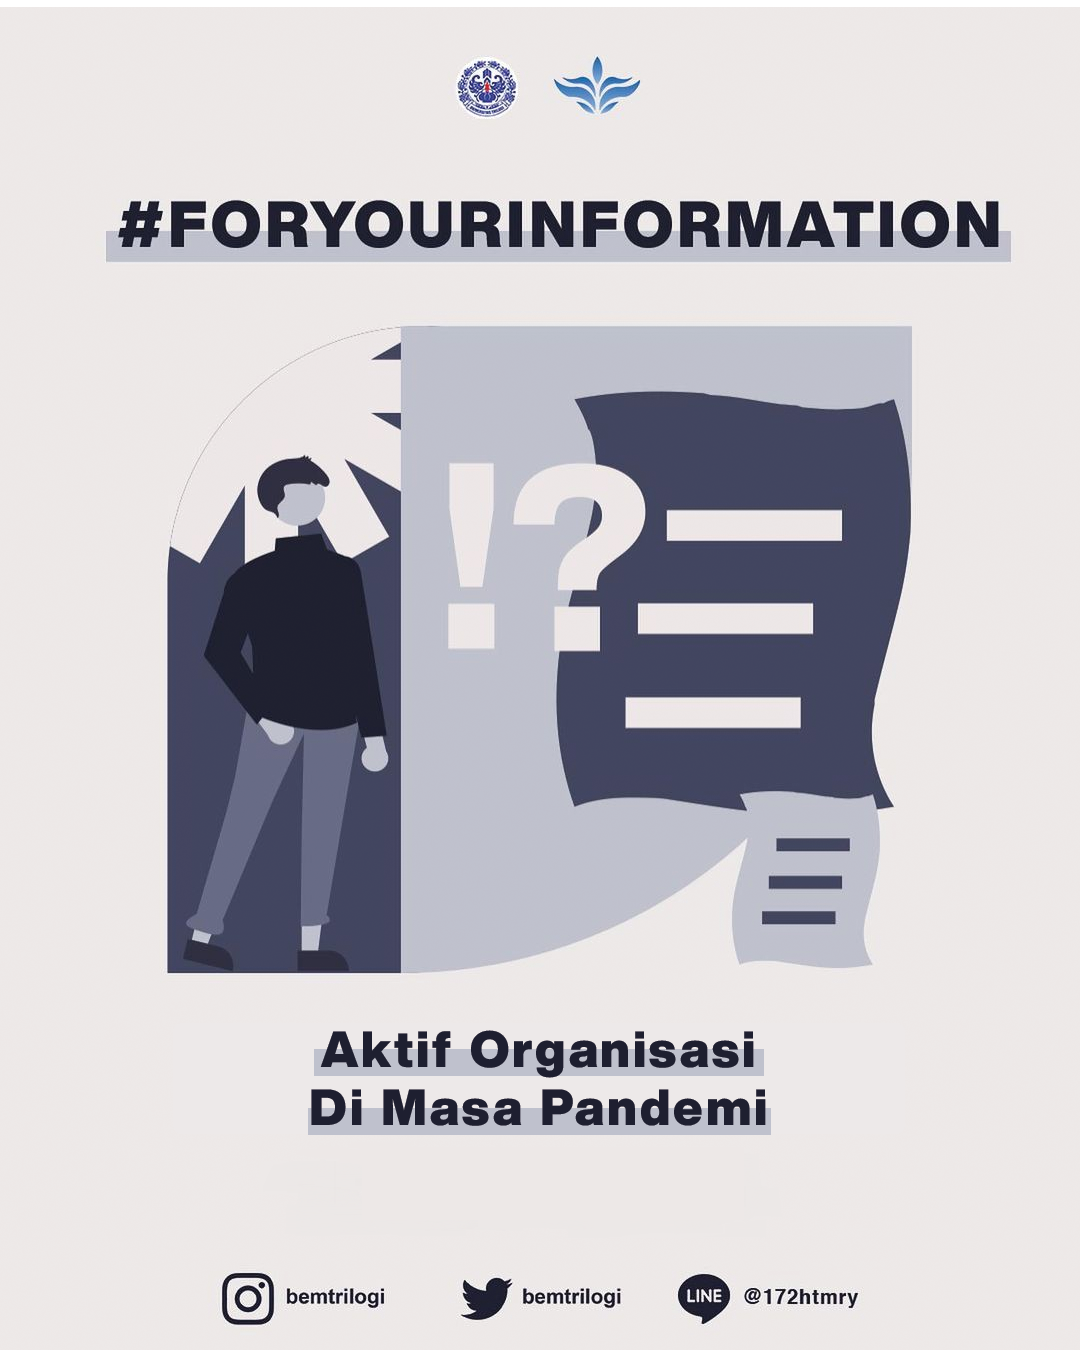 #FORYOURINFORMATION
!?
Aktif Organisasi
Di Masa Pandemi
bemtrilogi
bemtrilogi
LINE
@172htmry